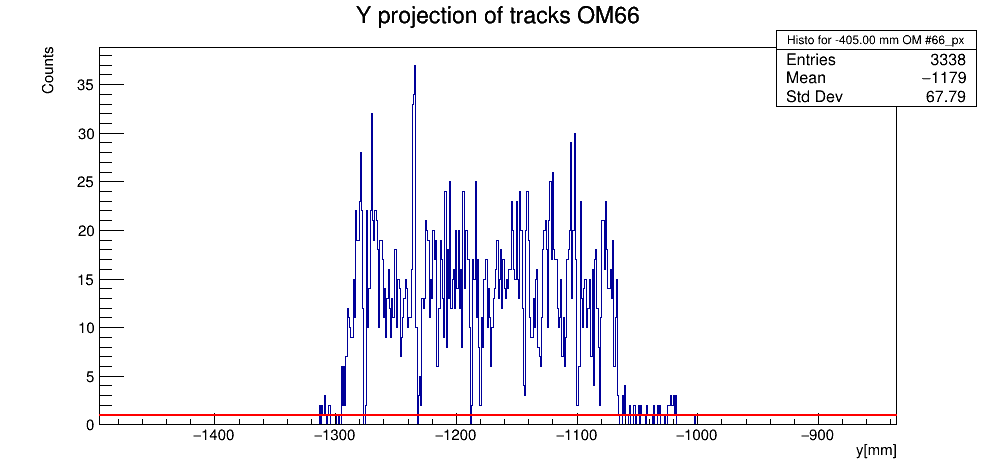 Y projection of tracks OM66
Histo for -405.00 mm OM #66_px
Entries 3338
Mean −1179
Std Dev 67.79
Counts
35
30
25
20
15
10
5
0
−1400 −1300 −1200 −1100 −1000 −900
y[mm]